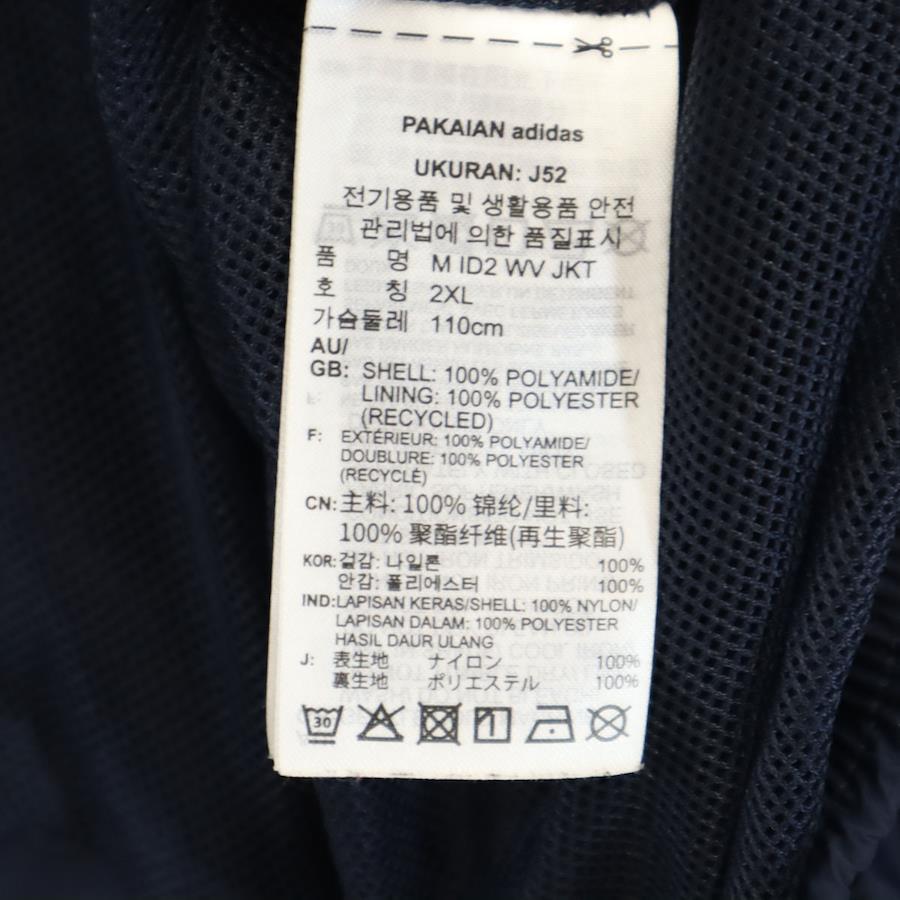 PAKAIAN adidas
UKURAN: J52
전기용품 및 생활용품 안전
관리법에 의한 품질표시
품 명 M ID2 WV JKT
호 칭 2XL
가슴둘레 110cm
AU/
GB: SHELL: 100% POLYAMIDE/
LINING: 100% POLYESTER
(RECYCLED)
F: EXTÉRIEUR: 100% POLYAMIDE/
DOUBLURE: 100% POLYESTER
(RECYCLÉ)
CN: 主料: 100% 锦纶/里料:
100% 聚酯纤维(再生聚酯)
KOR: 겉감: 나일론 100%
안감: 폴리에스터 100%
IND: LAPISAN KERAS/SHELL: 100% NYLON/
LAPISAN DALAM: 100% POLYESTER
HASIL DAUR ULANG
J: 表生地 ナイロン 100%
裏生地 ポリエステル 100%
30